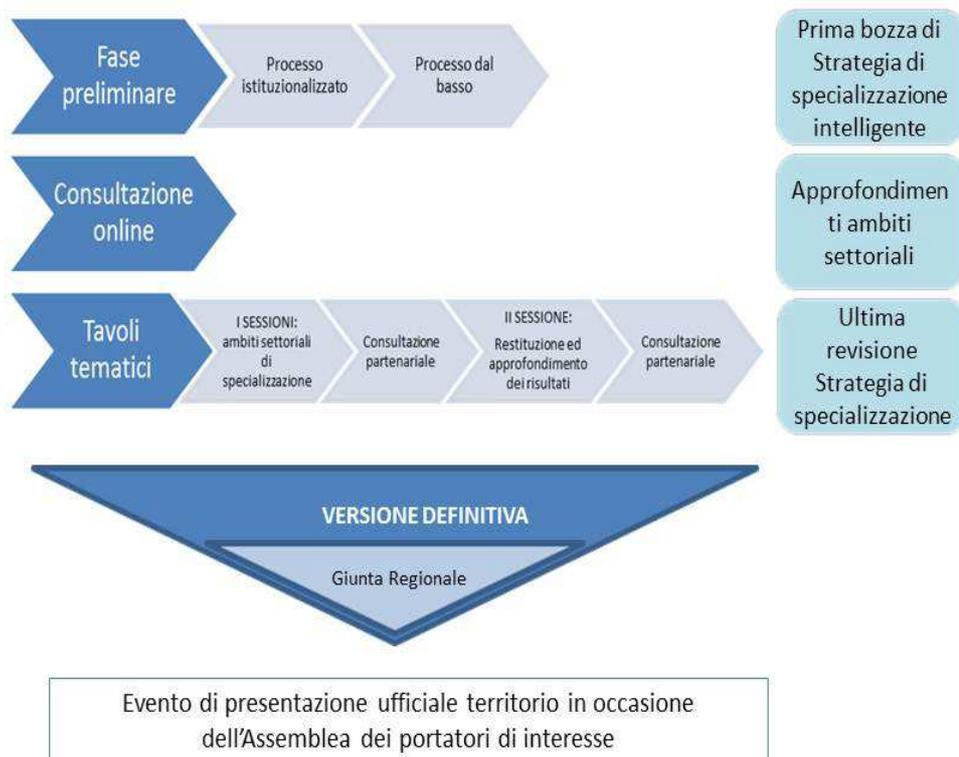 Fase
preliminare
Processo
istituzionalizzato
Processo dal
basso
Prima bozza di
Strategia di
specializzazione
intelligente
Consultazione
online
Approfondimen
ti ambiti
settoriali
Tavoli
tematici
I SESSIONI:
ambiti settoriali
di
specializzazione
Consultazione
partenariale
II SESSIONE:
Restituzione ed
approfondimento
dei risultati
Consultazione
partenariale
Ultima
revisione
Strategia di
specializzazione
VERSIONE DEFINITIVA
Giunta Regionale
Evento di presentazione ufficiale territorio in occasione
dell'Assemblea dei portatori di interesse